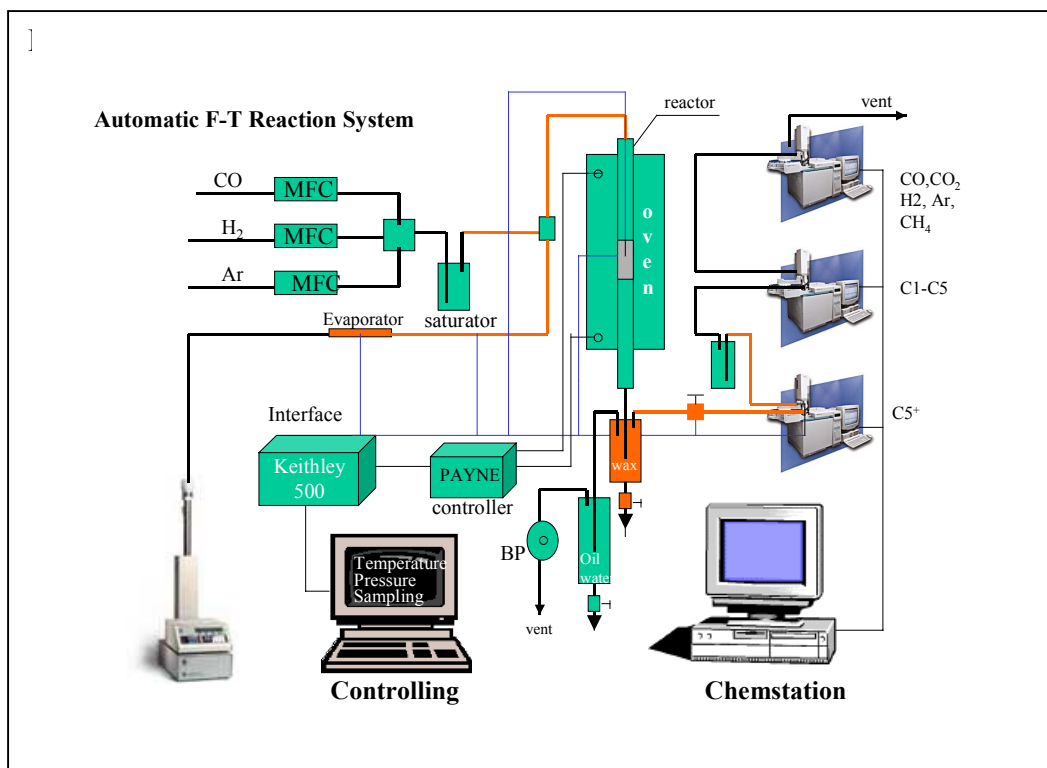 Automatic F-T Reaction System
reactor
vent
CO
MFC
H2
MFC
Ar
MFC
saturator
Evaporator
oven
CO,CO2
H2, Ar,
CH4
C1-C5
C5+
Interface
Keithley
500
PAYNE
controller
wax
BP
Oil
water
vent
Temperature
Pressure
Sampling
Controlling
Chemstation